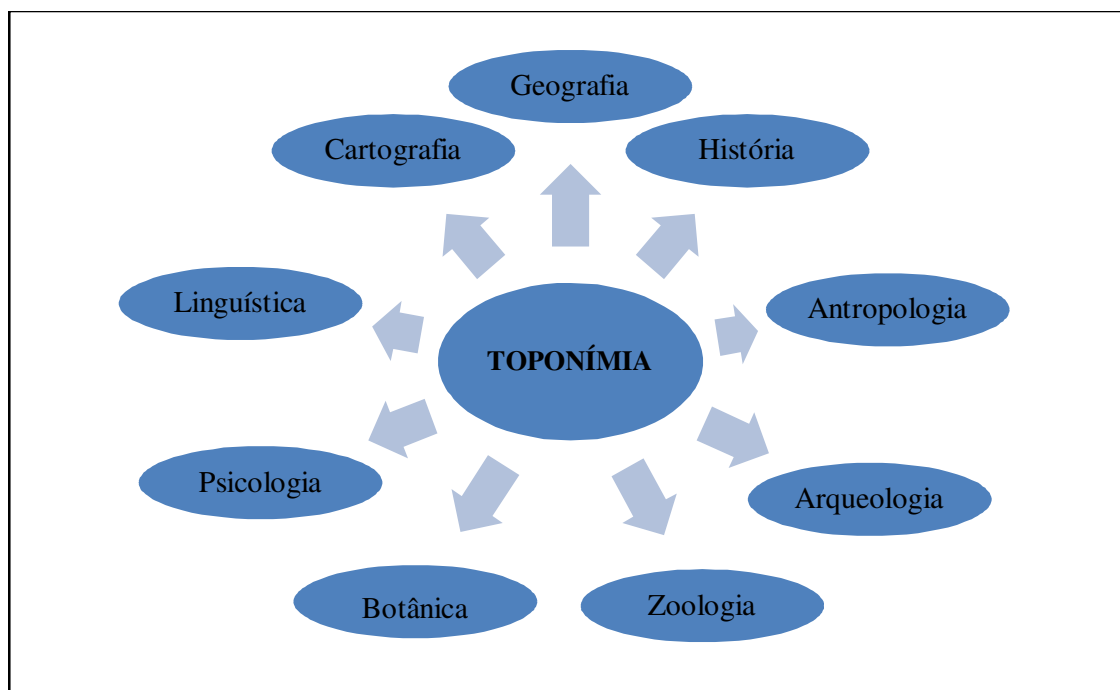 Geografia
Cartografia
História
Linguística
Antropologia
TOPONÍMIA
Psicologia
Arqueologia
Botânica
Zoologia